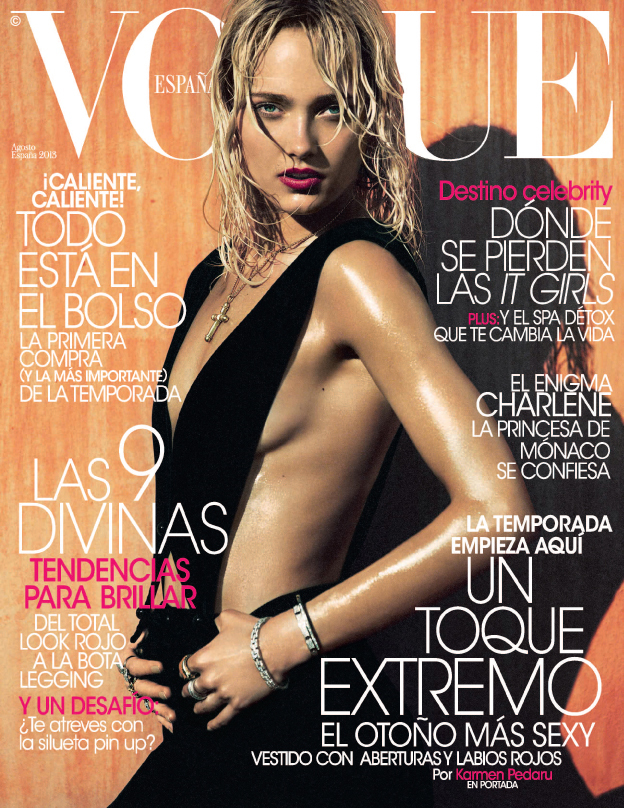 ©
VOGUE
ESPAÑA
Agosto
España 2013
¡CALIENTE,
CALIENTE!
TODO
ESTÁ EN
EL BOLSO
LA PRIMERA
COMPRA
(Y LA MÁS IMPORTANTE)
DE LA TEMPORADA
LAS 9
DIVINAS
TENDENCIAS
PARA BRILLAR
DEL TOTAL
LOOK ROJO
A LA BOTA
LEGGING
Y UN DESAFÍO:
¿Te atreves con
la silueta pin up?
Destino celebrity
DÓNDE
SE PIERDEN
LAS IT GIRLS
PLUS: Y EL SPA DÉTOX
QUE TE CAMBIA LA VIDA
EL ENIGMA
CHARLENE
LA PRINCESA DE
MÓNACO
SE CONFIESA
LA TEMPORADA
EMPIEZA AQUÍ
UN
TOQUE
EXTREMO
EL OTOÑO MÁS SEXY
VESTIDO CON ABERTURAS Y LABIOS ROJOS
Por Karmen Pedaru
EN PORTADA